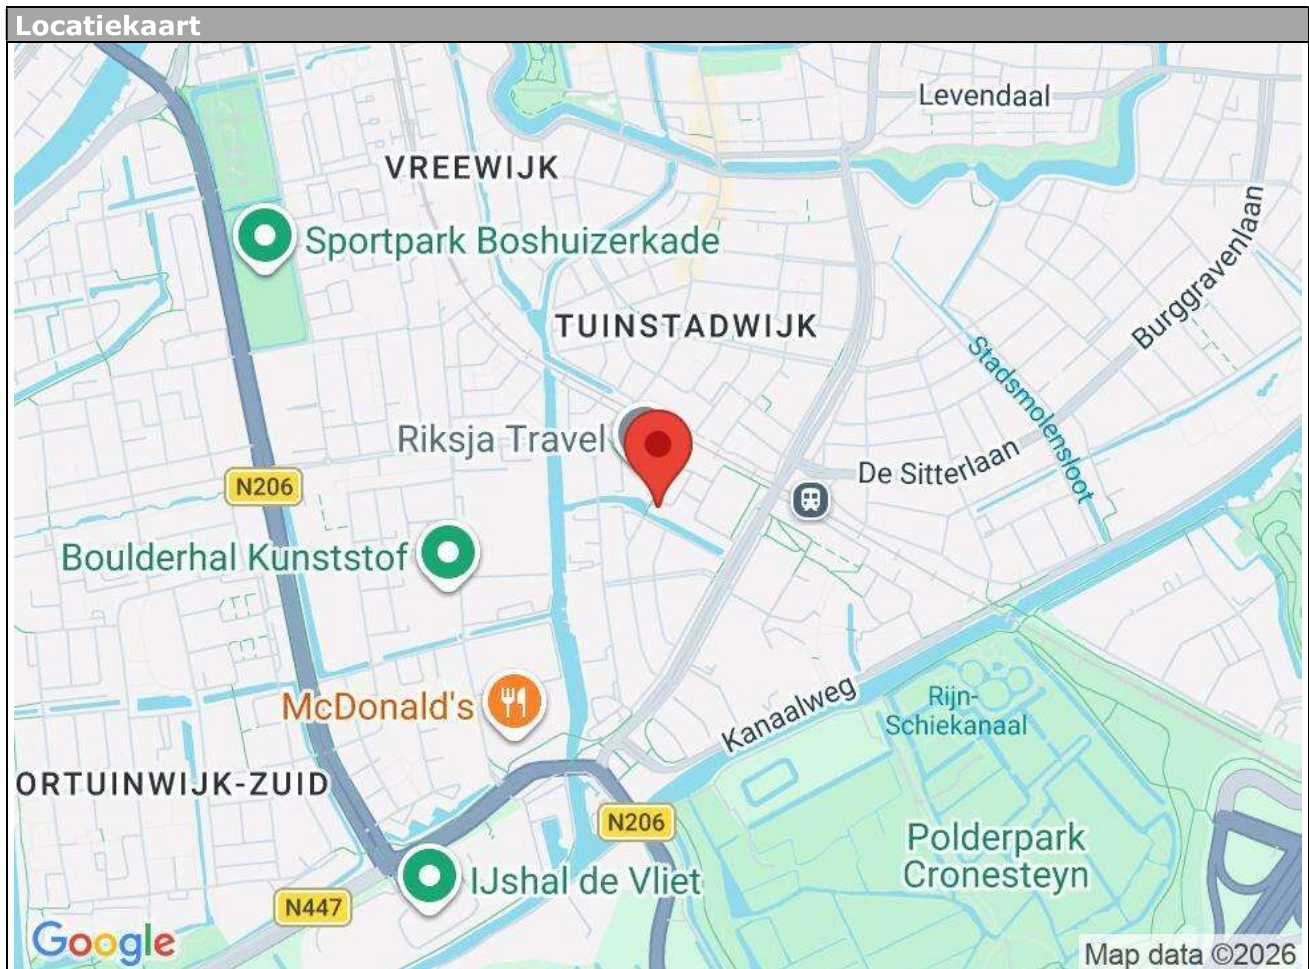 Locatiekaart
Levendaal
VREEWIJK
Sportpark Boshuizerkade
Burggravenlaan
TUINSTADWIJK
Stadsmolensloot
Riksja Travel
De Sitterlaan
N206
Boulderhal Kunststof
McDonald's
Kanaalweg
Rijn-
Schiekanaal
ORTUINWIJK-ZUID
N206
Polderpark
Cronesteyn
IJshal de Vliet
N447
Google
Map data ©2026